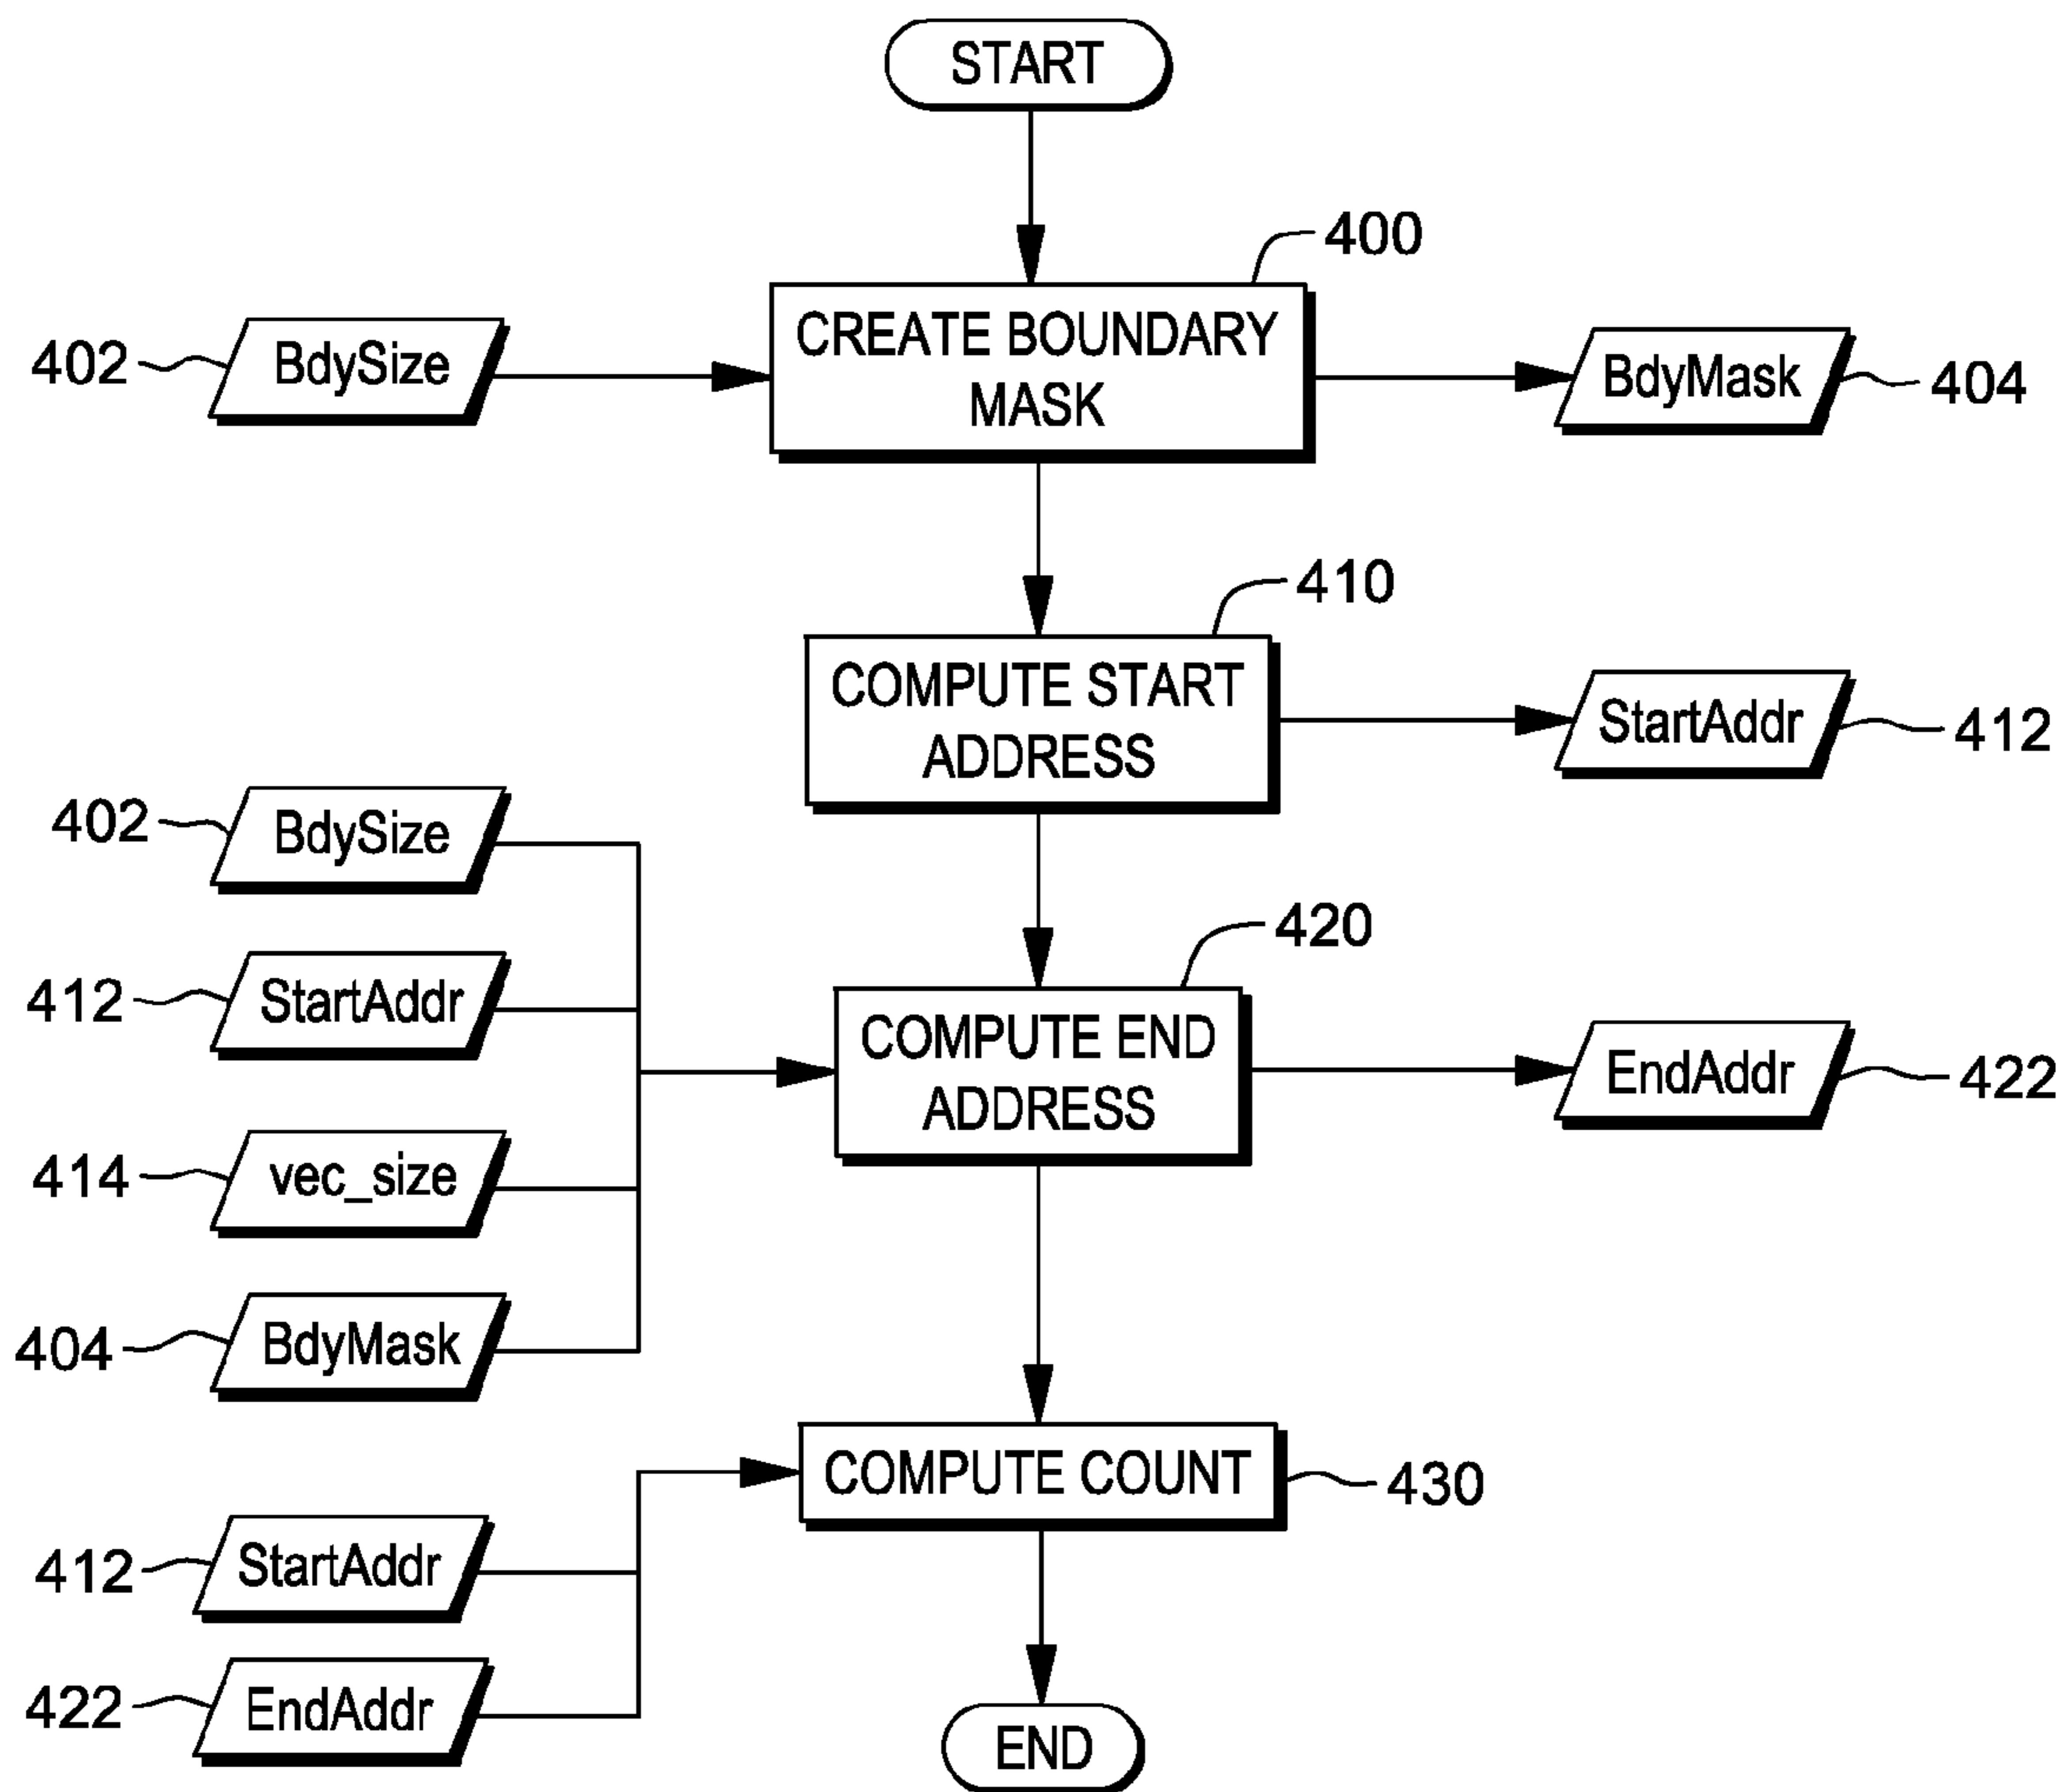 START
400
402
BdySize
CREATE BOUNDARY
MASK
BdyMask
404
410
COMPUTE START
ADDRESS
StartAddr
412
402
BdySize
420
412
StartAddr
COMPUTE END
ADDRESS
EndAddr
422
414
vec_size
404
BdyMask
COMPUTE COUNT
430
412
StartAddr
422
EndAddr
END